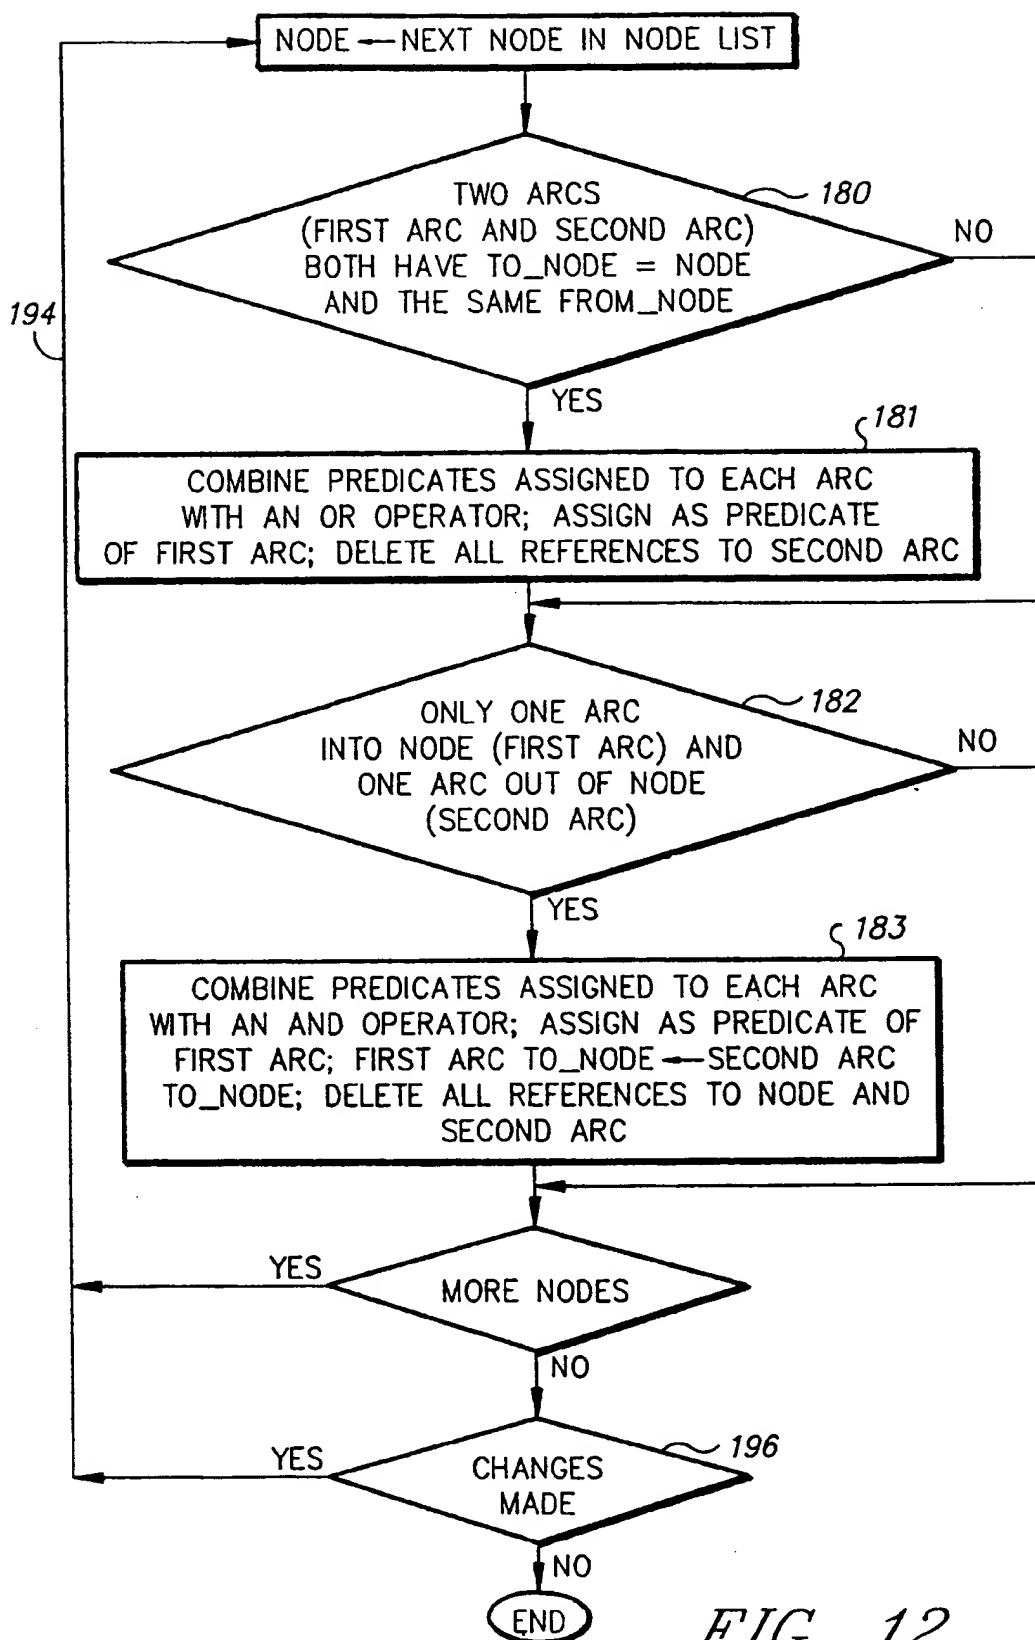 NODE ← NEXT NODE IN NODE LIST
TWO ARCS
(FIRST ARC AND SECOND ARC)
BOTH HAVE TO_NODE = NODE
AND THE SAME FROM_NODE
180
NO
194
YES
181
COMBINE PREDICATES ASSIGNED TO EACH ARC
WITH AN OR OPERATOR; ASSIGN AS PREDICATE
OF FIRST ARC; DELETE ALL REFERENCES TO SECOND ARC
182
ONLY ONE ARC
INTO NODE (FIRST ARC) AND
ONE ARC OUT OF NODE
(SECOND ARC)
NO
YES
183
COMBINE PREDICATES ASSIGNED TO EACH ARC
WITH AN AND OPERATOR; ASSIGN AS PREDICATE OF
FIRST ARC; FIRST ARC TO_NODE ← SECOND ARC
TO_NODE; DELETE ALL REFERENCES TO NODE AND
SECOND ARC
YES
MORE NODES
NO
YES
196
CHANGES
MADE
NO
END
FIG. 12